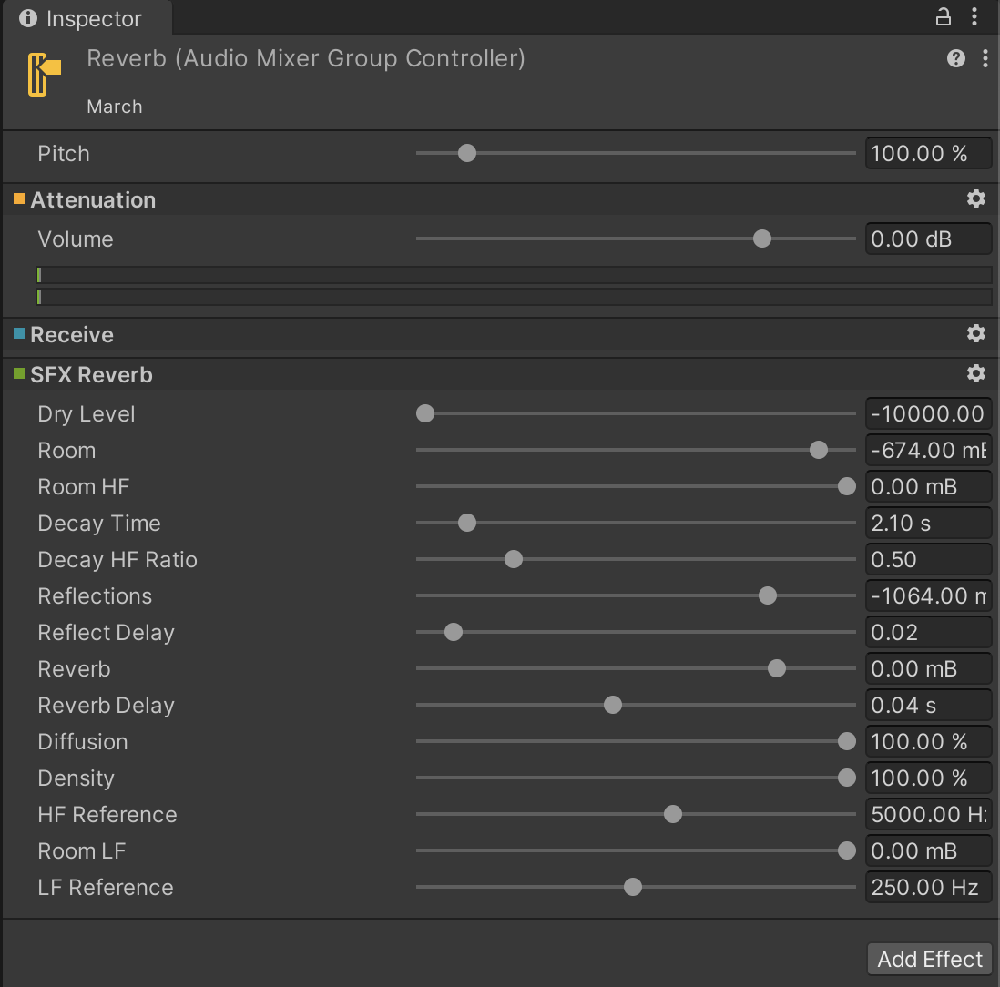 Inspector
Reverb (Audio Mixer Group Controller)
March
Pitch 100.00 %
Attenuation
Volume 0.00 dB
Receive
SFX Reverb
Dry Level -10000.00
Room -674.00 mB
Room HF 0.00 mB
Decay Time 2.10 s
Decay HF Ratio 0.50
Reflections -1064.00 m
Reflect Delay 0.02
Reverb 0.00 mB
Reverb Delay 0.04 s
Diffusion 100.00 %
Density 100.00 %
HF Reference 5000.00 Hz
Room LF 0.00 mB
LF Reference 250.00 Hz
Add Effect